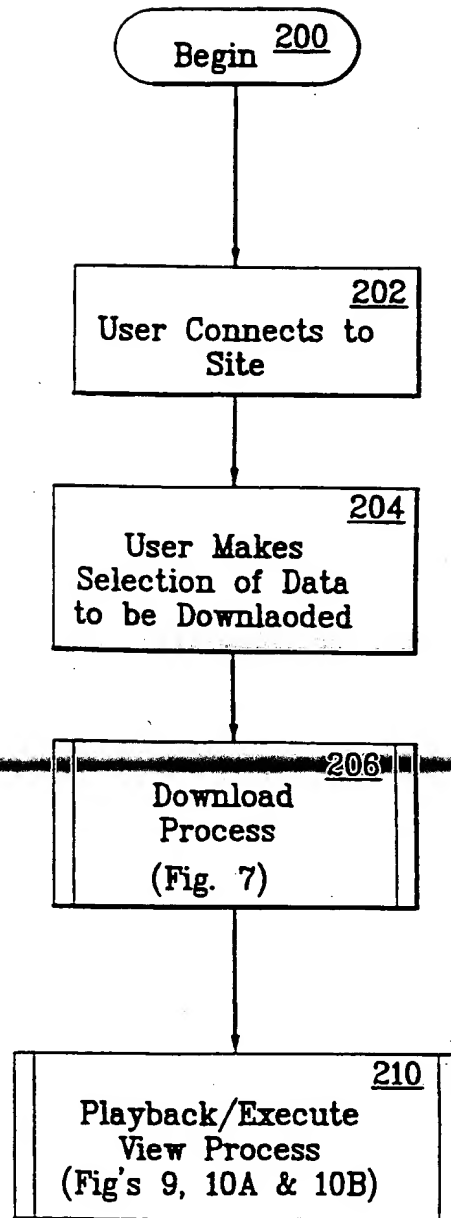 Begin 200
202
User Connects to
Site
204
User Makes
Selection of Data
to be Downlaoded
206
Download
Process
(Fig. 7)
210
Playback/Execute
View Process
(Fig's 9, 10A & 10B)